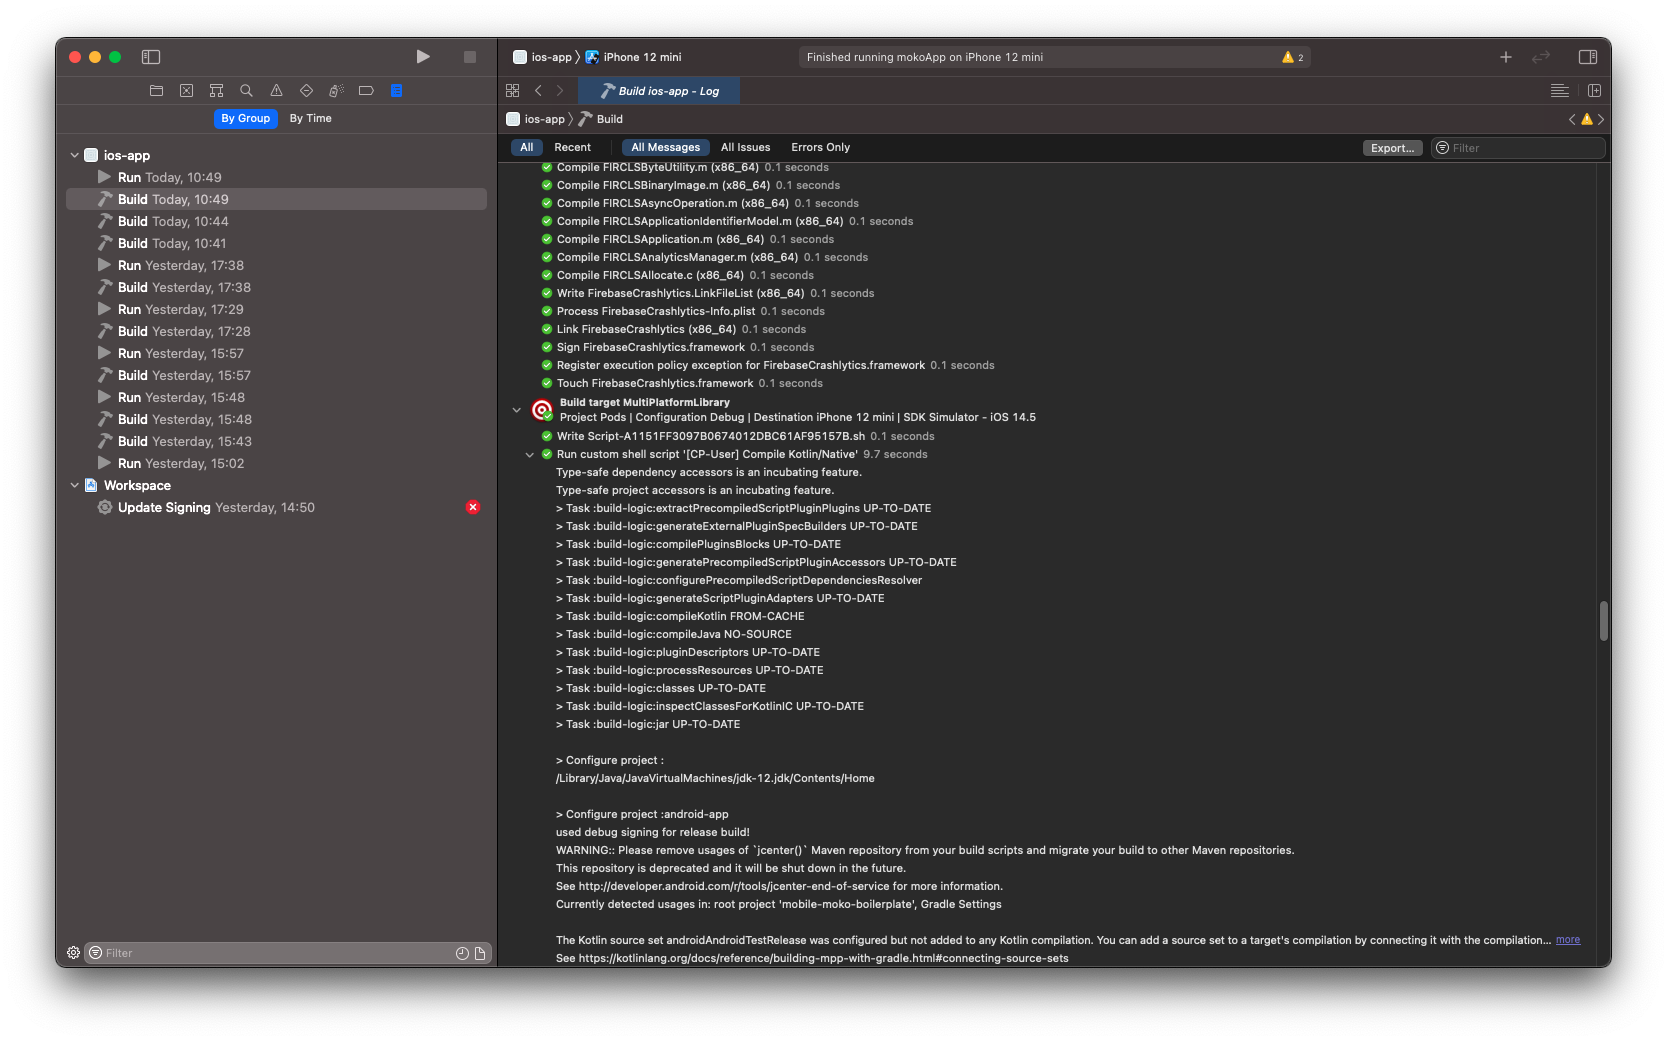 ios-app 〉 iPhone 12 mini
Finished running mokoApp on iPhone 12 mini
2
Build ios-app - Log
By Group
By Time
ios-app 〉 Build
All
Recent
All Messages
All Issues
Errors Only
Export...
Filter
ios-app
Run Today, 10:49
Build Today, 10:49
Build Today, 10:44
Build Today, 10:41
Run Yesterday, 17:38
Build Yesterday, 17:38
Run Yesterday, 17:29
Build Yesterday, 17:28
Run Yesterday, 15:57
Build Yesterday, 15:57
Run Yesterday, 15:48
Build Yesterday, 15:48
Build Yesterday, 15:43
Run Yesterday, 15:02
Workspace
Update Signing Yesterday, 14:50
Filter
Compile FIRCLSByteUtility.m (x86_64) 0.1 seconds
Compile FIRCLSBinaryImage.m (x86_64) 0.1 seconds
Compile FIRCLSAsyncOperation.m (x86_64) 0.1 seconds
Compile FIRCLSApplicationIdentifierModel.m (x86_64) 0.1 seconds
Compile FIRCLSApplication.m (x86_64) 0.1 seconds
Compile FIRCLSAnalyticsManager.m (x86_64) 0.1 seconds
Compile FIRCLSAllocate.c (x86_64) 0.1 seconds
Write FirebaseCrashlytics.LinkFileList (x86_64) 0.1 seconds
Process FirebaseCrashlytics-Info.plist 0.1 seconds
Link FirebaseCrashlytics (x86_64) 0.1 seconds
Sign FirebaseCrashlytics.framework 0.1 seconds
Register execution policy exception for FirebaseCrashlytics.framework 0.1 seconds
Touch FirebaseCrashlytics.framework 0.1 seconds
Build target MultiPlatformLibrary
Project Pods | Configuration Debug | Destination iPhone 12 mini | SDK Simulator - iOS 14.5
Write Script-A1151FF3097B0674012DBC61AF95157B.sh 0.1 seconds
Run custom shell script '[CP-User] Compile Kotlin/Native' 9.7 seconds
Type-safe dependency accessors is an incubating feature.
Type-safe project accessors is an incubating feature.
> Task :build-logic:extractPrecompiledScriptPluginPlugins UP-TO-DATE
> Task :build-logic:generateExternalPluginSpecBuilders UP-TO-DATE
> Task :build-logic:compilePluginsBlocks UP-TO-DATE
> Task :build-logic:generatePrecompiledScriptPluginAccessors UP-TO-DATE
> Task :build-logic:configurePrecompiledScriptDependenciesResolver
> Task :build-logic:generateScriptPluginAdapters UP-TO-DATE
> Task :build-logic:compileKotlin FROM-CACHE
> Task :build-logic:compileJava NO-SOURCE
> Task :build-logic:pluginDescriptors UP-TO-DATE
> Task :build-logic:processResources UP-TO-DATE
> Task :build-logic:classes UP-TO-DATE
> Task :build-logic:inspectClassesForKotlinIC UP-TO-DATE
> Task :build-logic:jar UP-TO-DATE
> Configure project :
/Library/Java/JavaVirtualMachines/jdk-12.jdk/Contents/Home
> Configure project :android-app
used debug signing for release build!
WARNING:: Please remove usages of `jcenter()` Maven repository from your build scripts and migrate your build to other Maven repositories.
This repository is deprecated and it will be shut down in the future.
See http://developer.android.com/r/tools/jcenter-end-of-service for more information.
Currently detected usages in: root project 'mobile-moko-boilerplate', Gradle Settings
The Kotlin source set androidAndroidTestRelease was configured but not added to any Kotlin compilation. You can add a source set to a target's compilation by connecting it with the compilation... more
See https://kotlinlang.org/docs/reference/building-mpp-with-gradle.html#connecting-source-sets